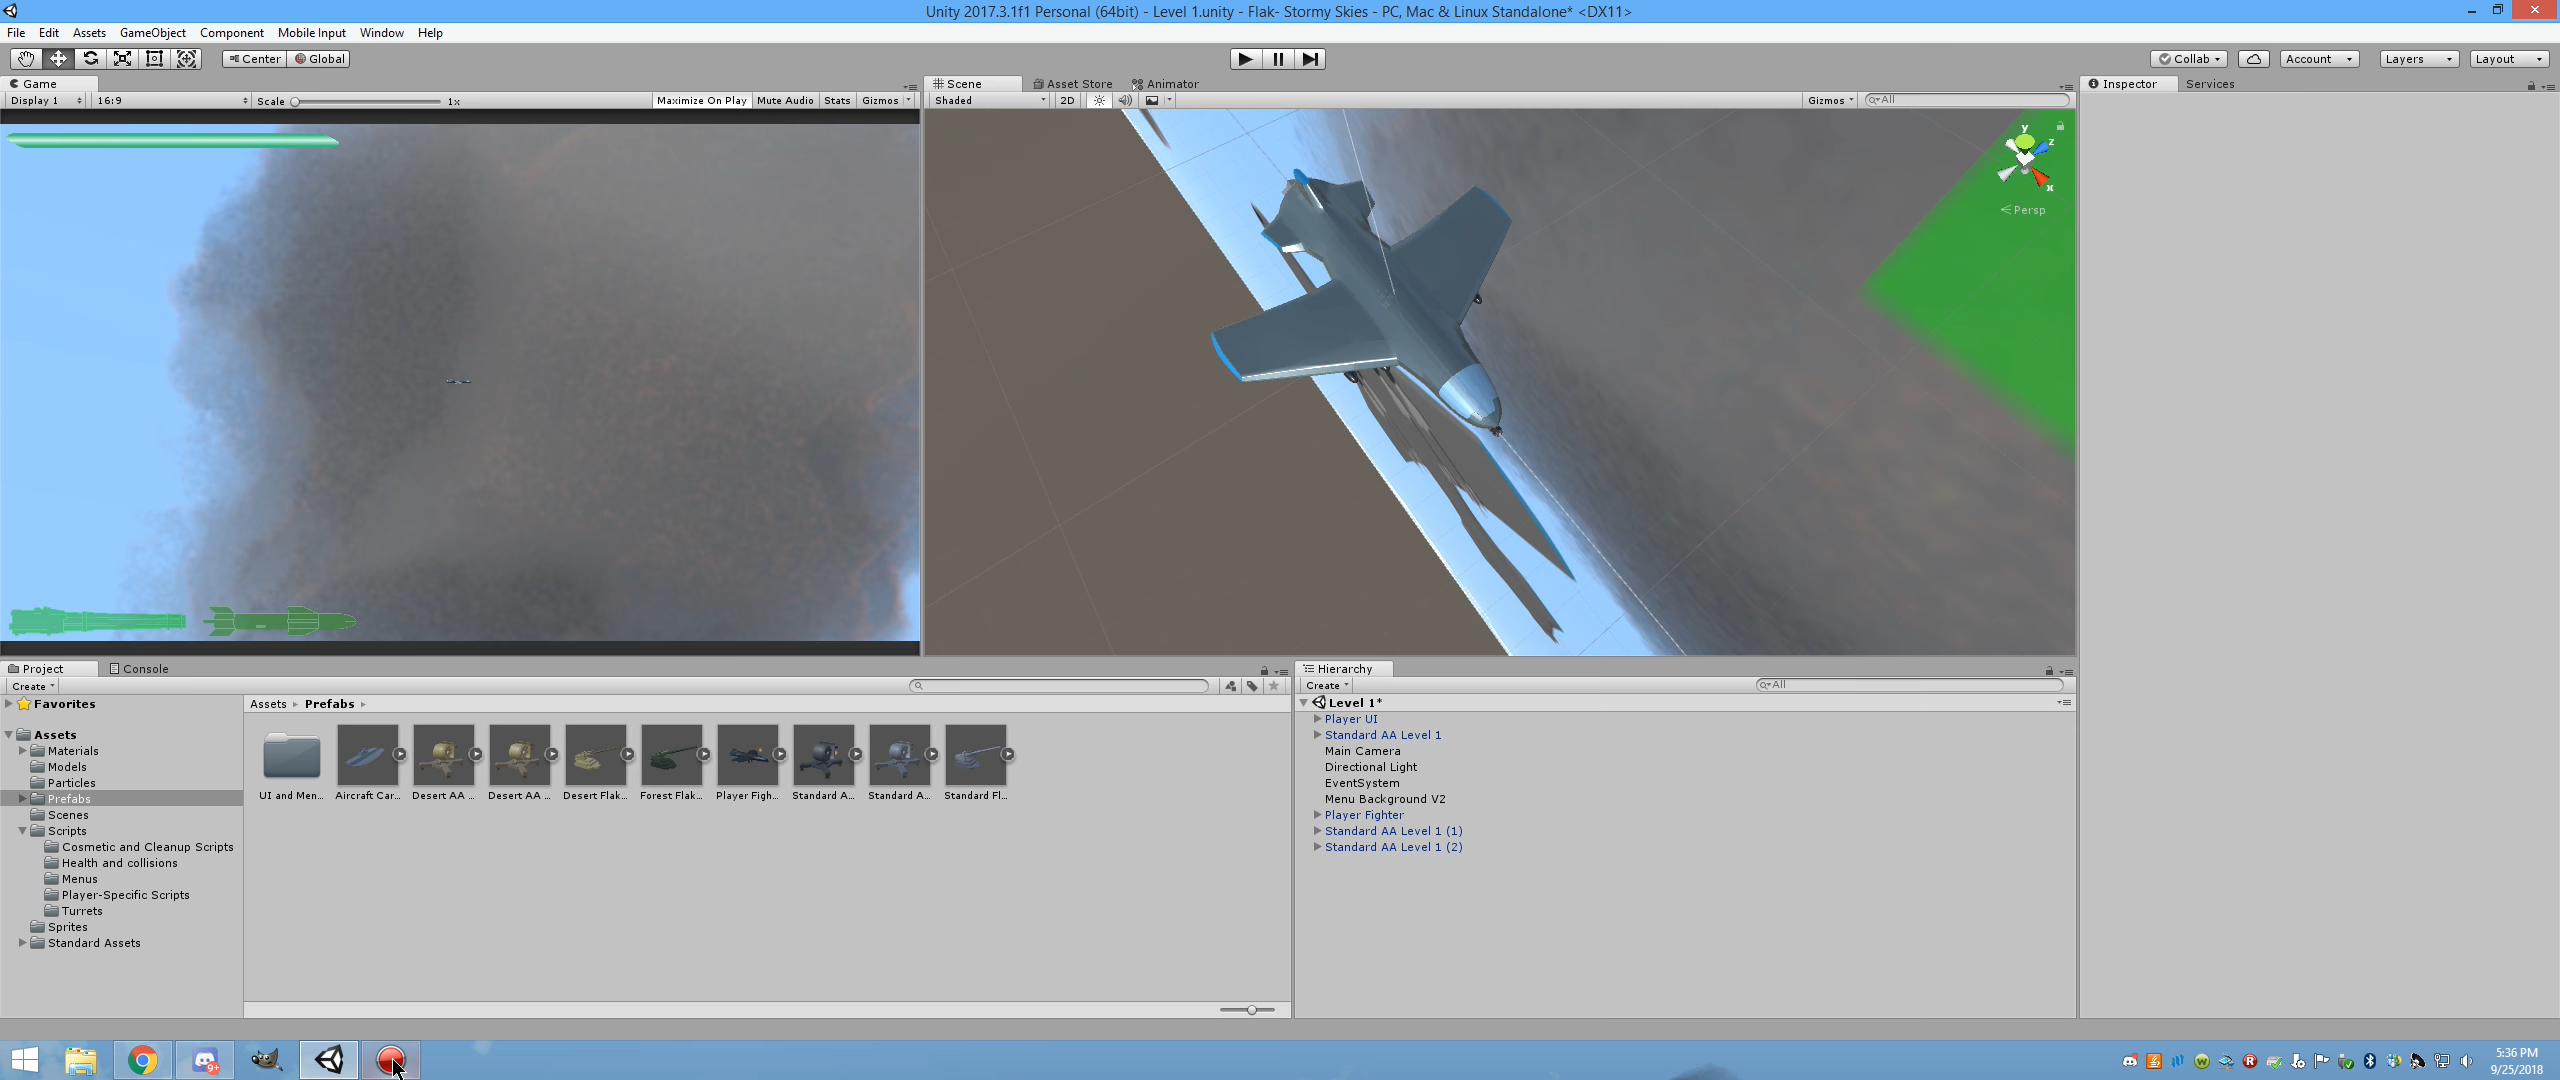 Unity 2017.3.1f1 Personal (64bit) - Level 1.unity - Flak- Stormy Skies - PC, Mac & Linux Standalone* <DX11>
File Edit Assets GameObject Component Mobile Input Window Help
Center Global Collab Account Layers Layout
Game
Display 1 16:9 Scale 1x Maximize On Play Mute Audio Stats Gizmos
Scene Asset Store Animator
Shaded 2D Gizmos All
y
z
x
Persp
Inspector Services
Project Console
Create
Favorites
Assets
Materials
Models
Particles
Prefabs
Scenes
Scripts
Cosmetic and Cleanup Scripts
Health and collisions
Menus
Player-Specific Scripts
Turrets
Sprites
Standard Assets
Assets Prefabs
UI and Men... Aircraft Car... Desert AA ... Desert AA ... Desert Flak... Forest Flak... Player Figh... Standard A... Standard A... Standard Fl...
Hierarchy
Create All
Level 1*
Player UI
Standard AA Level 1
Main Camera
Directional Light
EventSystem
Menu Background V2
Player Fighter
Standard AA Level 1 (1)
Standard AA Level 1 (2)
9+
5:36 PM
9/25/2018